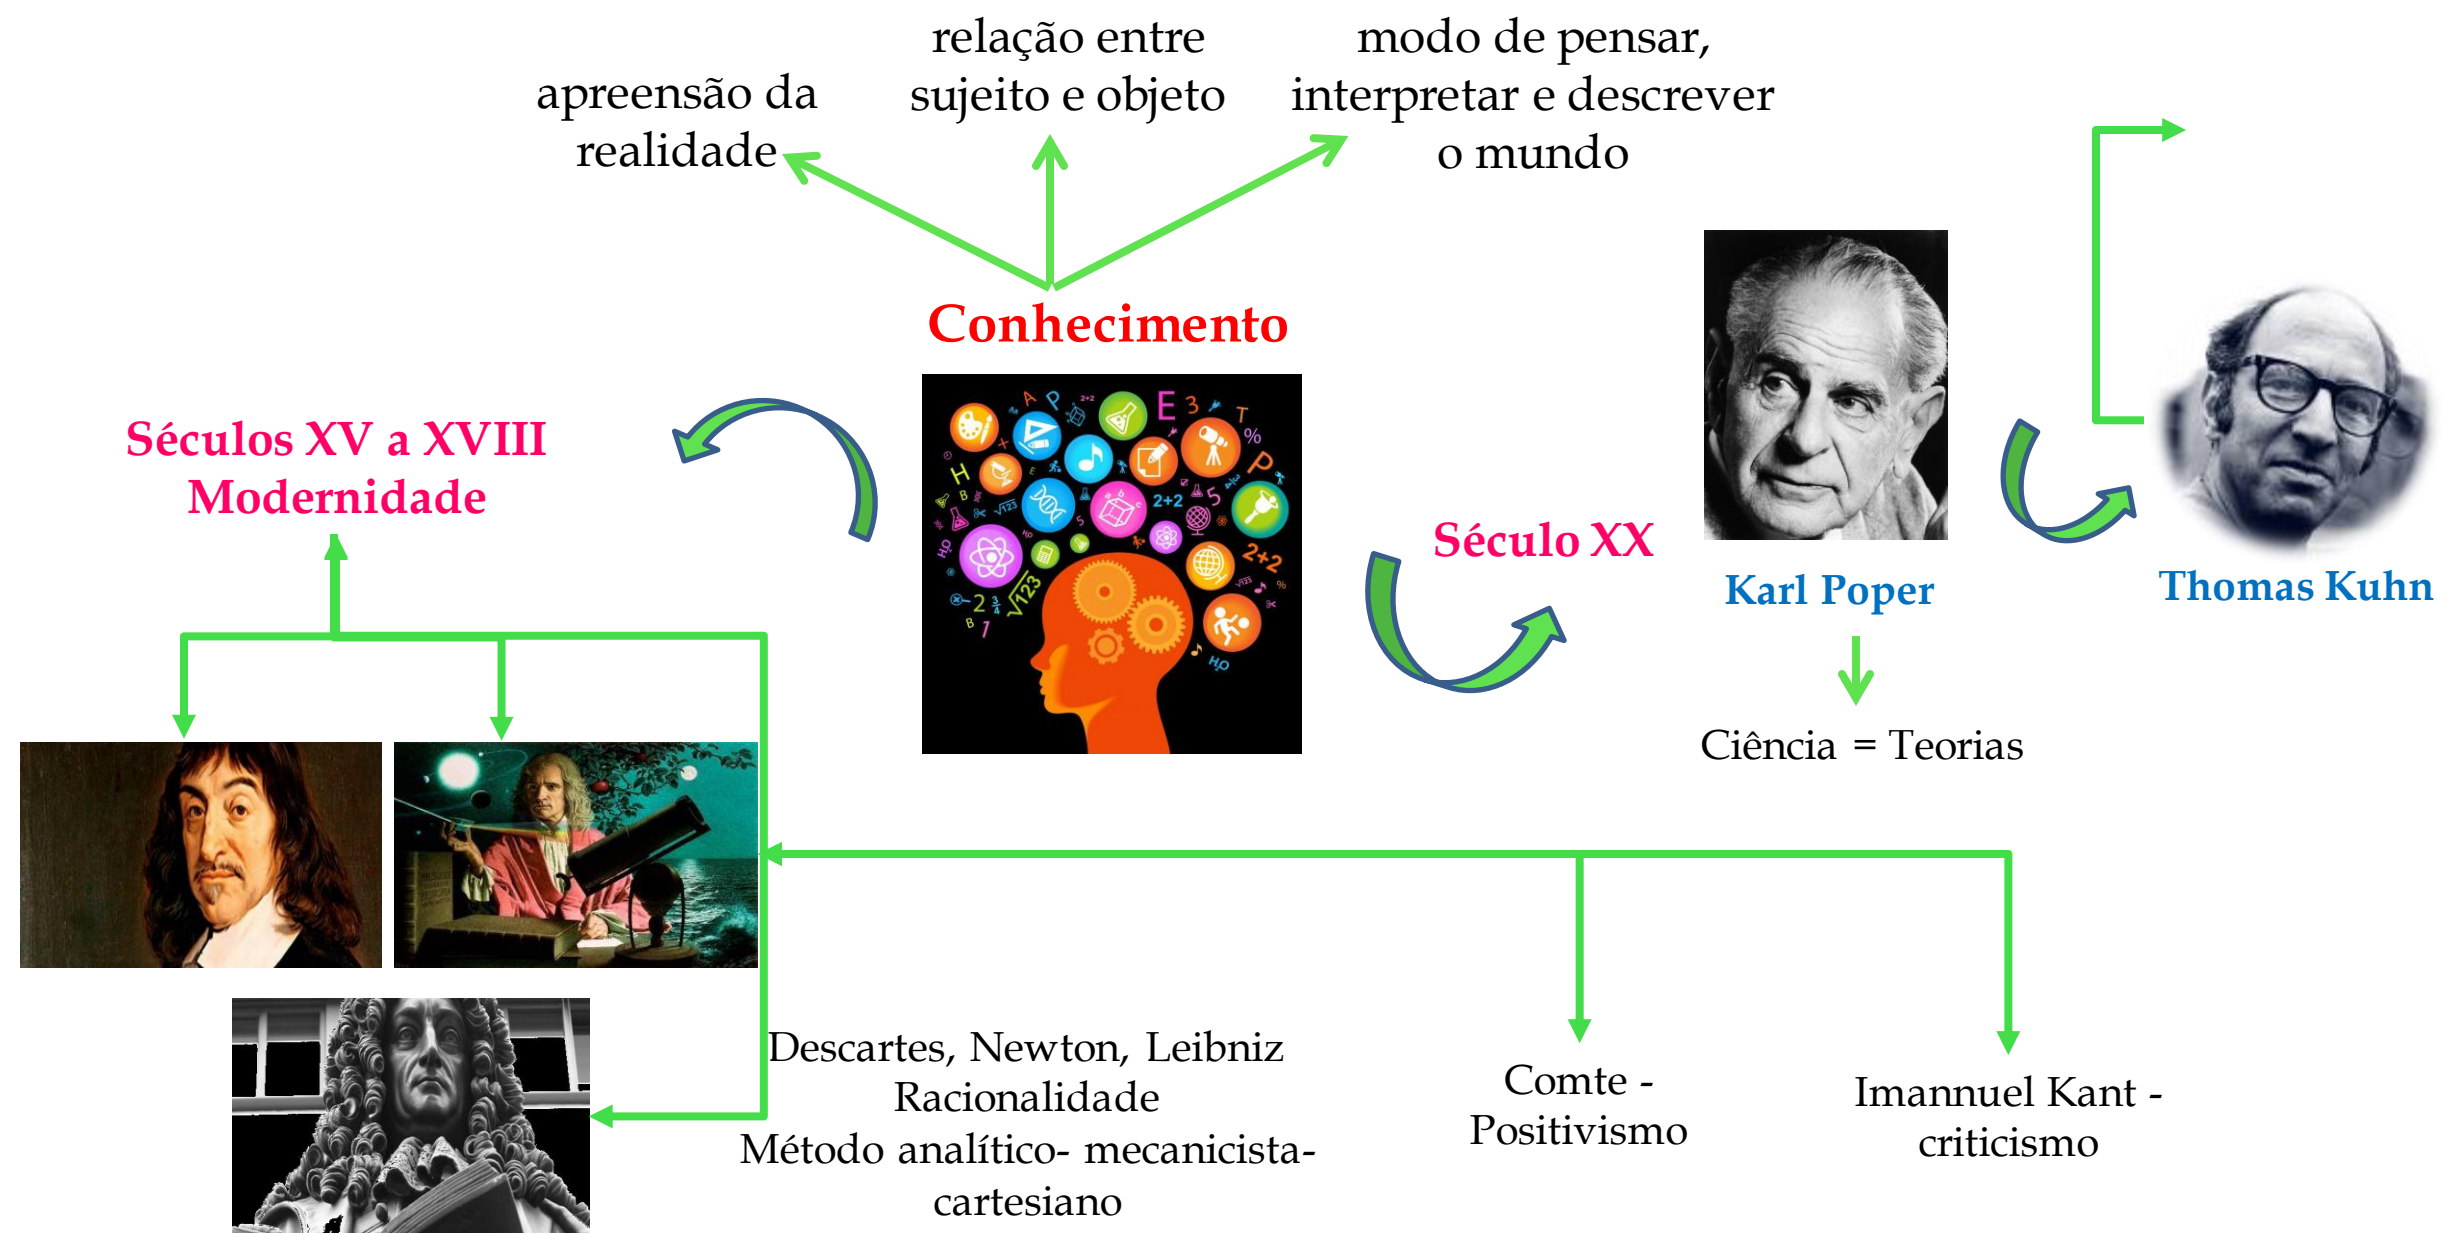 relação entre
sujeito e objeto
modo de pensar,
interpretar e descrever
o mundo
apreensão da
realidade
Conhecimento
Séculos XV a XVIII
Modernidade
Século XX
Karl Poper
Thomas Kuhn
Ciência = Teorias
Descartes, Newton, Leibniz
Racionalidade
Método analítico- mecanicista-
cartesiano
Comte -
Positivismo
Imannuel Kant -
criticismo